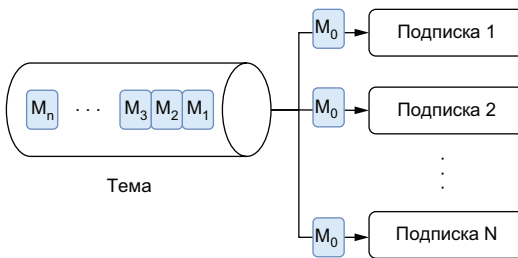 M0 Подписка 1
Mn . . . M3 M2 M1
M0 Подписка 2
Тема
M0 Подписка N